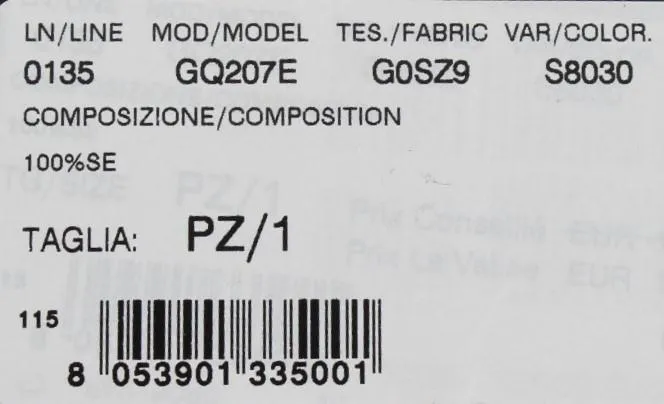 LN/LINE MOD/MODEL TES./FABRIC VAR/COLOR.
0135 GQ207E G0SZ9 S8030
COMPOSIZIONE/COMPOSITION
100%SE
TAGLIA: PZ/1
115
8 053901 335001